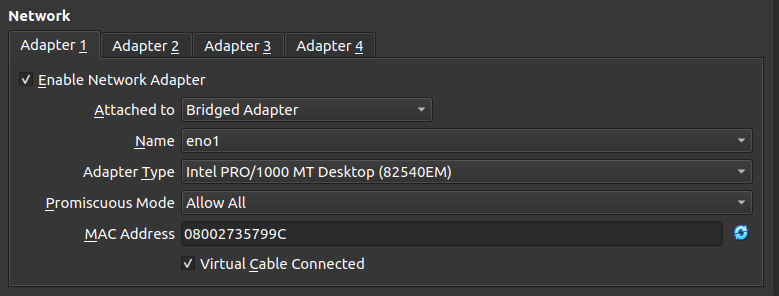 Network
Adapter 1 Adapter 2 Adapter 3 Adapter 4
Enable Network Adapter
Attached to Bridged Adapter
Name eno1
Adapter Type Intel PRO/1000 MT Desktop (82540EM)
Promiscuous Mode Allow All
MAC Address 08002735799C
Virtual Cable Connected